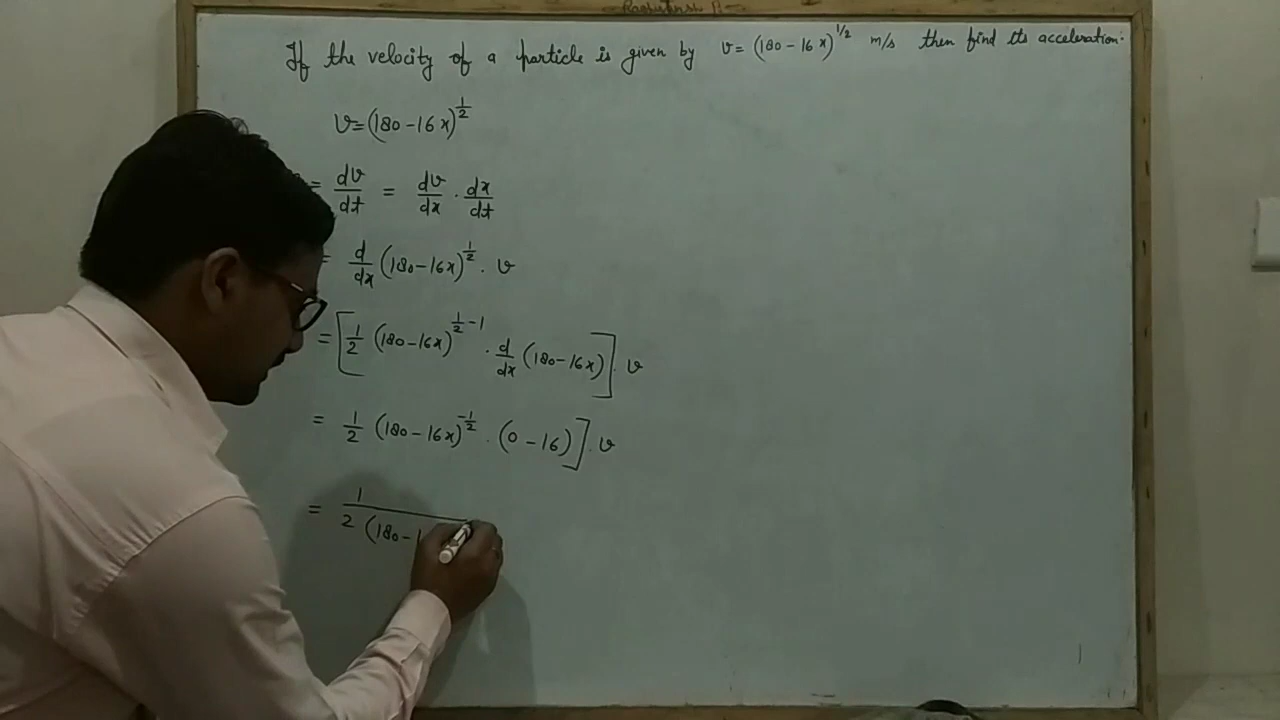 If the velocity of a particle is given by v = (180 - 16x)^{1/2} m/s then find its acceleration.
v = (180 - 16x)^{1/2}
= dv/dt = dv/dx · dx/dt
= d/dx (180 - 16x)^{1/2} · v
= [1/2 (180 - 16x)^{1/2 - 1} · d/dx (180 - 16x)] · v
= 1/2 (180 - 16x)^{-1/2} · (0 - 16)] · v
= 1/2 (180 - 1